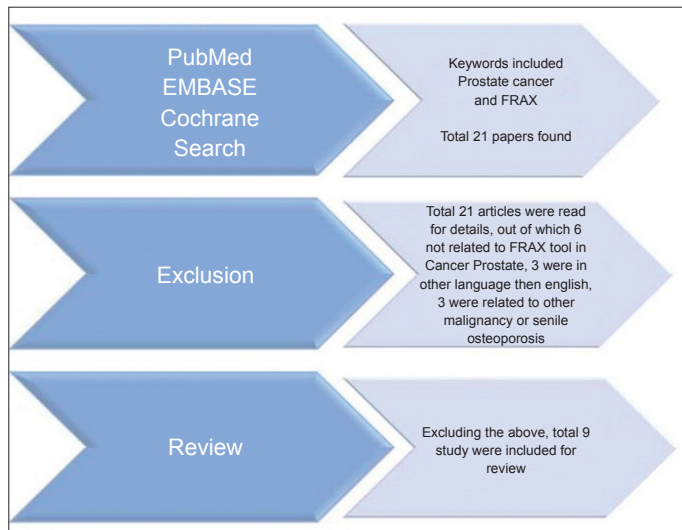 PubMed
EMBASE
Cochrane
Search
Keywords included
Prostate cancer
and FRAX
Total 21 papers found
Exclusion
Total 21 articles were read
for details, out of which 6
not related to FRAX tool in
Cancer Prostate, 3 were in
other language then english,
3 were related to other
malignancy or senile
osteoporosis
Review
Excluding the above, total 9
study were included for
review